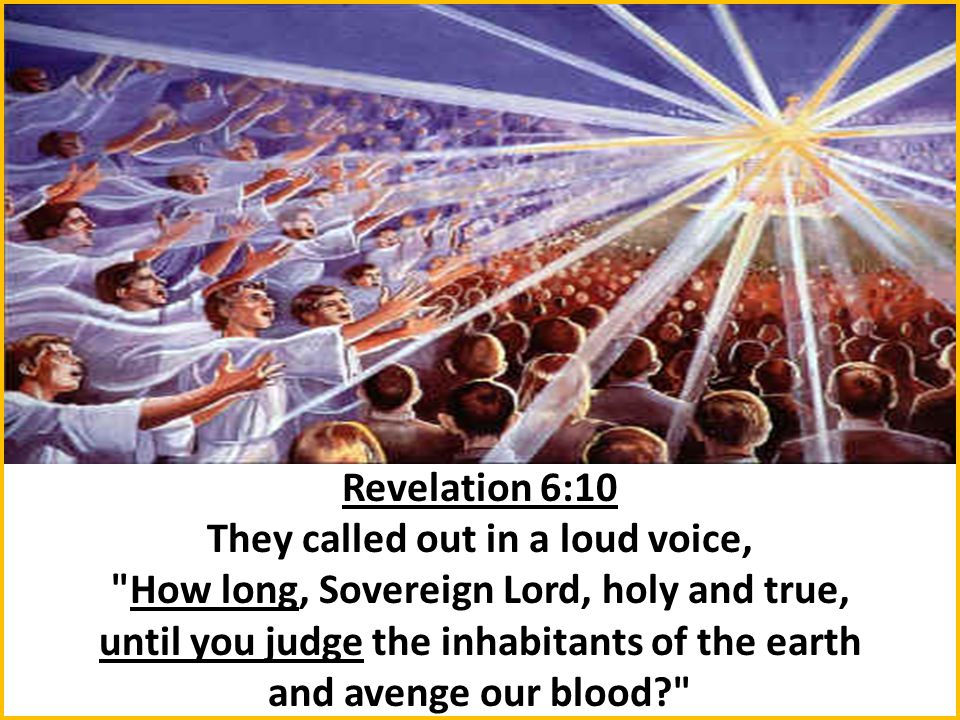 Revelation 6:10
They called out in a loud voice,
"How long, Sovereign Lord, holy and true,
until you judge the inhabitants of the earth
and avenge our blood?"